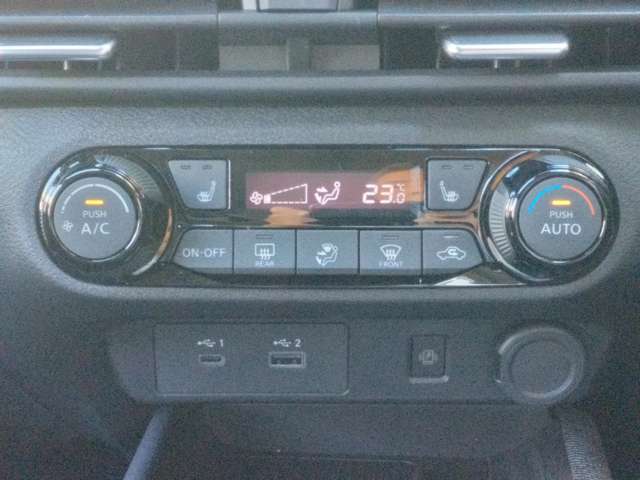 PUSH
A/C
23.0°C
PUSH
AUTO
ON-OFF
REAR
FRONT
1
2